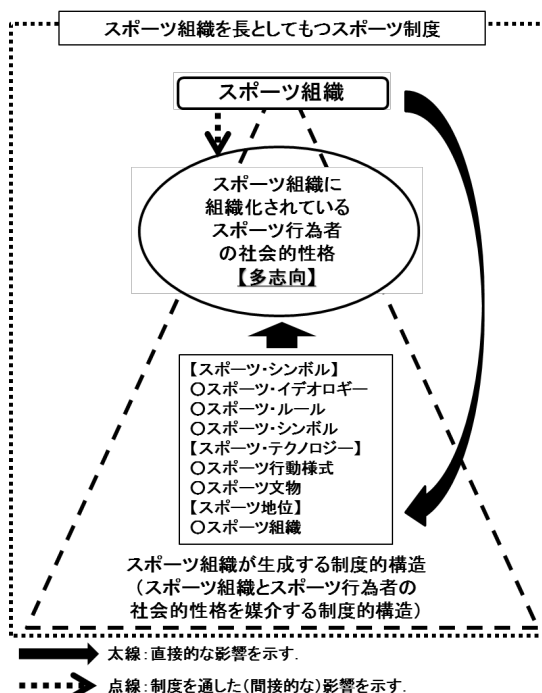 スポーツ組織を長としてもつスポーツ制度
スポーツ組織
スポーツ組織に
組織化されている
スポーツ行為者
の社会的性格
【多志向】
【スポーツ・シンボル】
○スポーツ・イデオロギー
○スポーツ・ルール
○スポーツ・シンボル
【スポーツ・テクノロジー】
○スポーツ行動様式
○スポーツ文物
【スポーツ地位】
○スポーツ組織
スポーツ組織が生成する制度的構造
（スポーツ組織とスポーツ行為者の
社会的性格を媒介する制度的構造）
太線：直接的な影響を示す.
点線：制度を通した（間接的な）影響を示す.